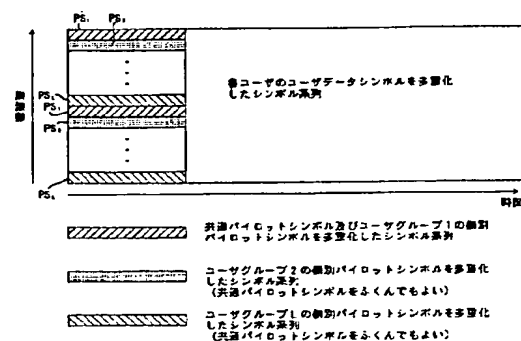 PS₁ PS₂
周波数
各ユーザのユーザデータシンボルを多重化
したシンボル系列
PS_L
PS₁
PS₂
PS_L
時間
共通パイロットシンボル及びユーザグループ1の個別
パイロットシンボルを多重化したシンボル系列
ユーザグループ2の個別パイロットシンボルを多重化
したシンボル系列
(共通パイロットシンボルをふくんでもよい)
ユーザグループLの個別パイロットシンボルを多重化
したシンボル系列
(共通パイロットシンボルをふくんでもよい)